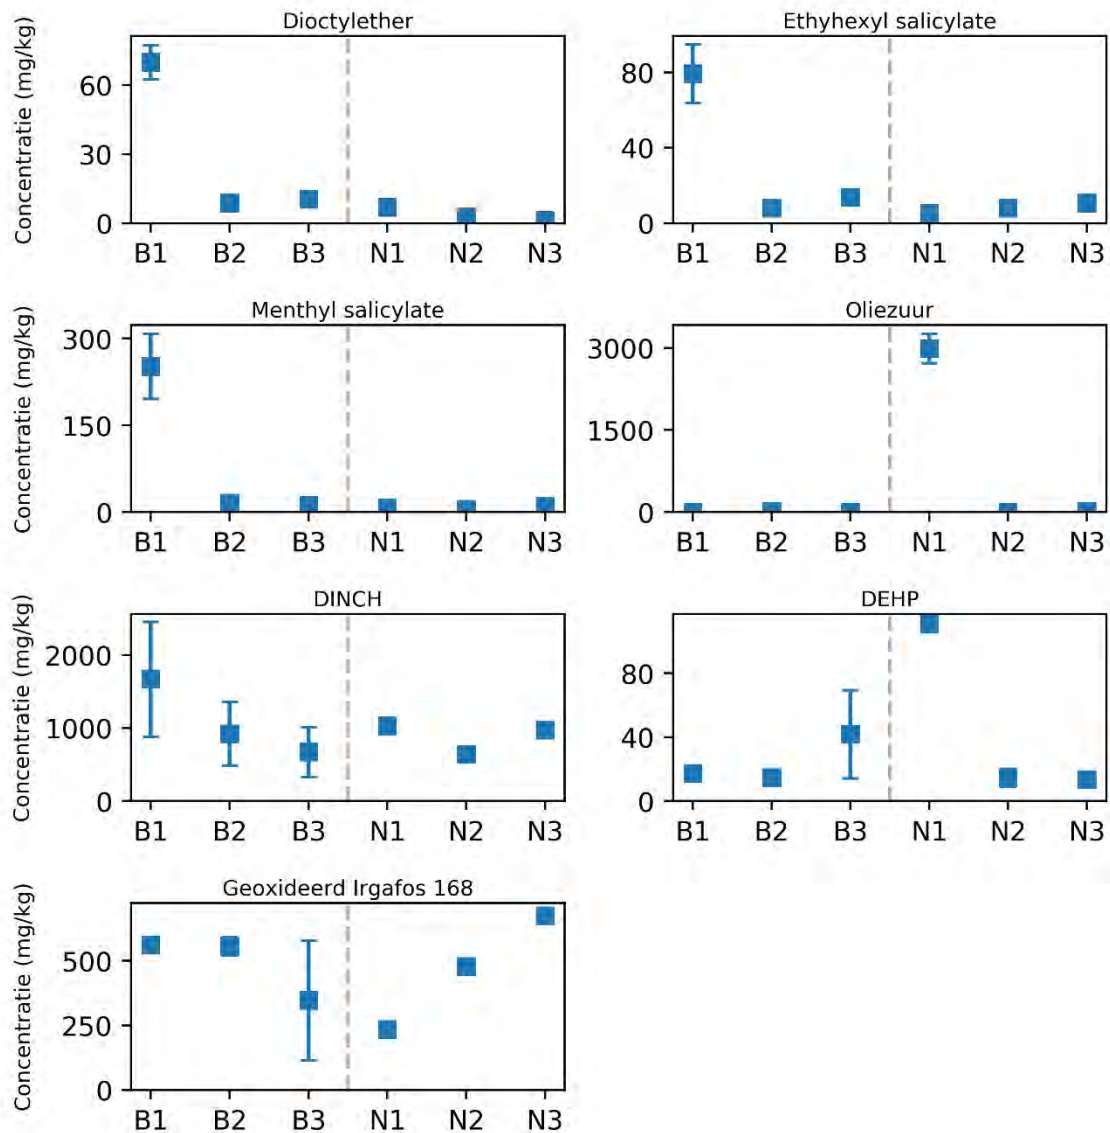 Dioctylether
Concentratie (mg/kg)
60
30
0
B1 B2 B3 N1 N2 N3
Ethyhexyl salicylate
80
40
0
B1 B2 B3 N1 N2 N3
Menthyl salicylate
Concentratie (mg/kg)
300
150
0
B1 B2 B3 N1 N2 N3
Oliezuur
3000
1500
0
B1 B2 B3 N1 N2 N3
DINCH
Concentratie (mg/kg)
2000
1000
0
B1 B2 B3 N1 N2 N3
DEHP
80
40
0
B1 B2 B3 N1 N2 N3
Geoxideerd Irgafos 168
Concentratie (mg/kg)
500
250
0
B1 B2 B3 N1 N2 N3